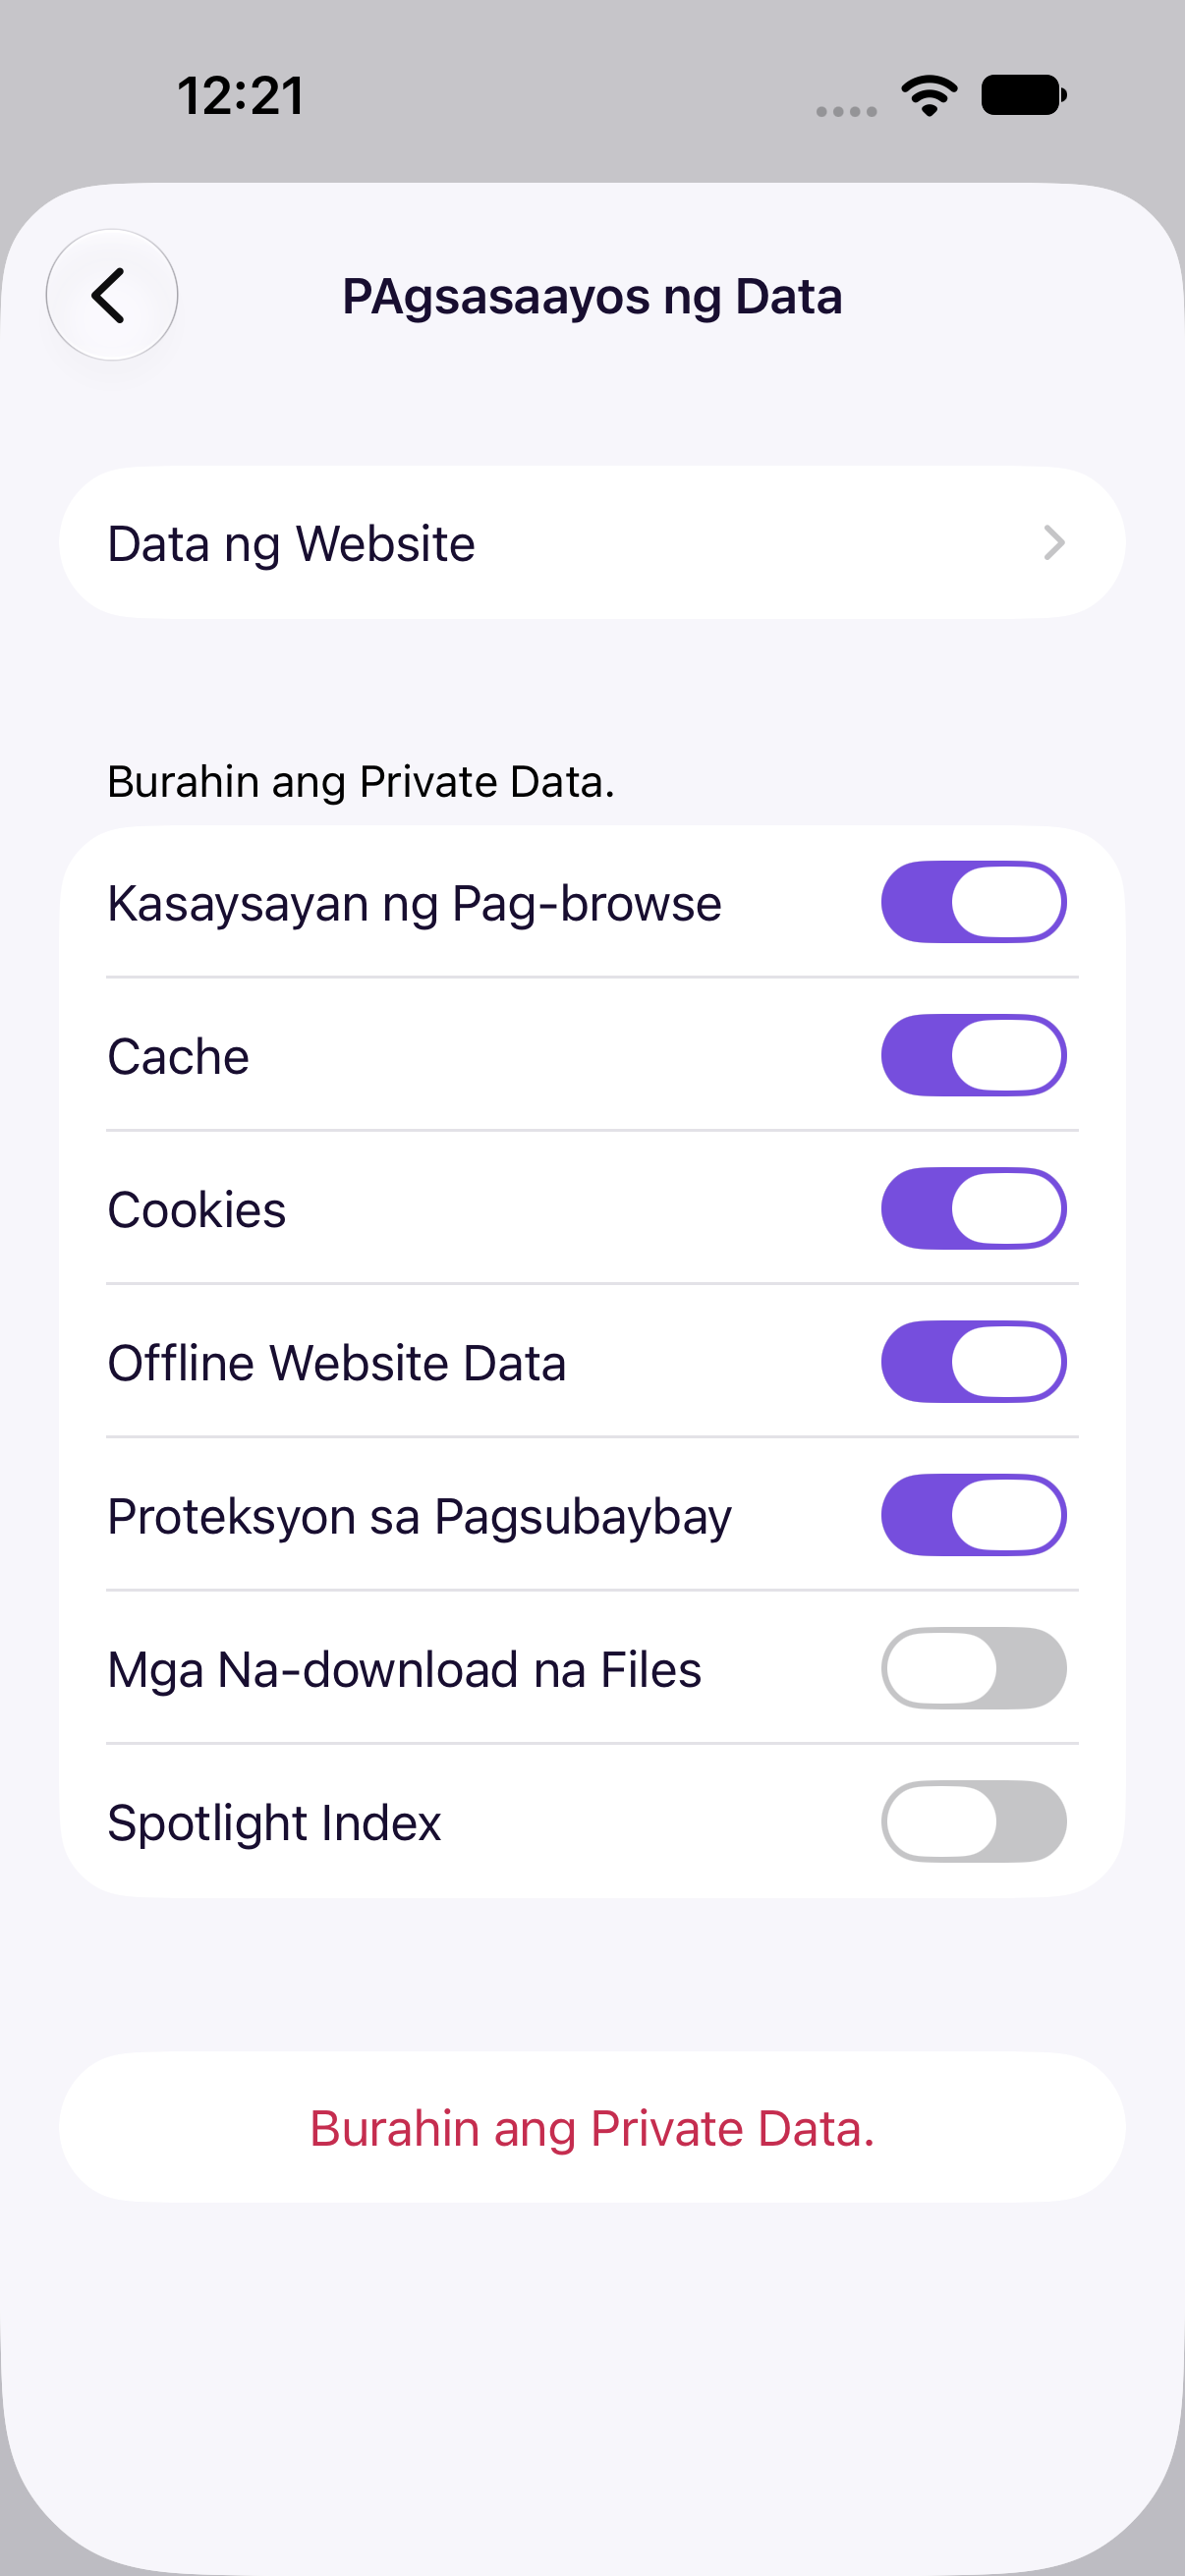 12:21
PAgsasaayos ng Data
Data ng Website
Burahin ang Private Data.
Kasaysayan ng Pag-browse
Cache
Cookies
Offline Website Data
Proteksyon sa Pagsubaybay
Mga Na-download na Files
Spotlight Index
Burahin ang Private Data.